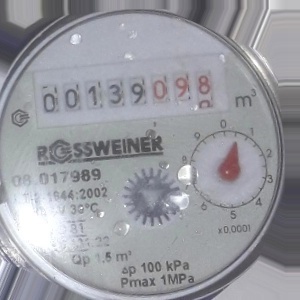 00139098
m³
ROSSWEINER
06 017989
0 1 2 3 4 5 6 7 8 9
x0,0001
Qp 1.5 m³
Δp 100 kPa
Pmax 1MPa